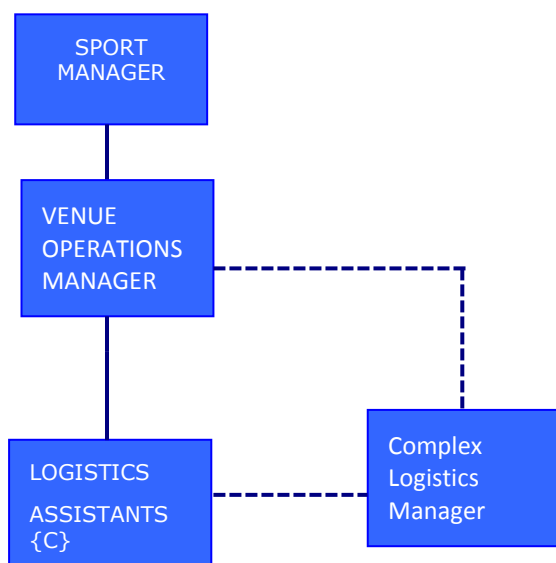 SPORT
MANAGER
VENUE
OPERATIONS
MANAGER
LOGISTICS
ASSISTANTS
{C}
Complex
Logistics
Manager